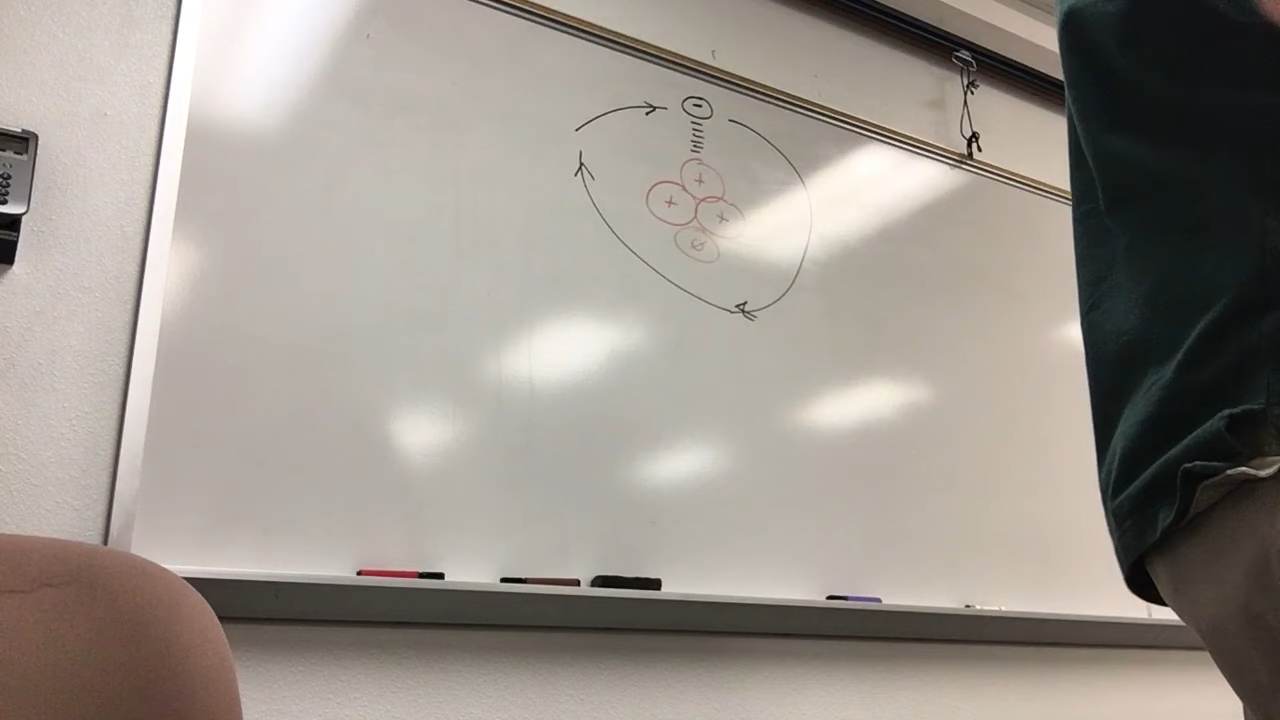 −
+
+ +